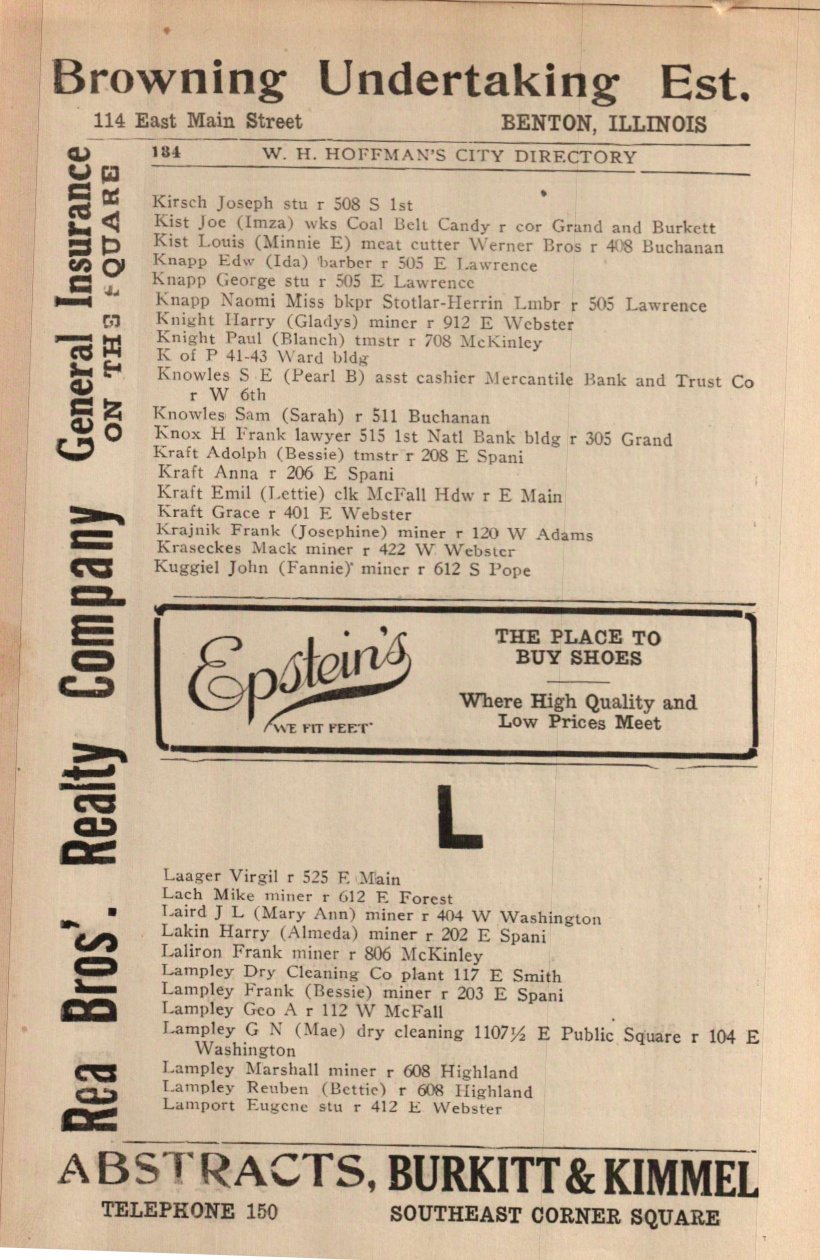 Browning Undertaking Est.
114 East Main Street BENTON, ILLINOIS
134 W. H. HOFFMAN'S CITY DIRECTORY
Kirsch Joseph stu r 508 S 1st
Kist Joe (Imza) wks Coal Belt Candy r cor Grand and Burkett
Kist Louis (Minnie E) meat cutter Werner Bros r 408 Buchanan
Knapp Edw (Ida) barber r 505 E Lawrence
Knapp George stu r 505 E Lawrence
Knapp Naomi Miss bkpr Stotlar-Herrin Lmbr r 505 Lawrence
Knight Harry (Gladys) miner r 912 E Webster
Knight Paul (Blanch) tmstr r 708 McKinley
K of P 41-43 Ward bldg
Knowles S E (Pearl B) asst cashier Mercantile Bank and Trust Co
r W 6th
Knowles Sam (Sarah) r 511 Buchanan
Knox H Frank lawyer 515 1st Natl Bank bldg r 305 Grand
Kraft Adolph (Bessie) tmstr r 208 E Spani
Kraft Anna r 206 E Spani
Kraft Emil (Lettie) clk McFall Hdw r E Main
Kraft Grace r 401 E Webster
Krajnik Frank (Josephine) miner r 120 W Adams
Kraseckes Mack miner r 422 W Webster
Kuggiel John (Fannie) miner r 612 S Pope
Epstein's
"WE FIT FEET"
THE PLACE TO
BUY SHOES
Where High Quality and
Low Prices Meet
L
Laager Virgil r 525 E Main
Lach Mike miner r 612 E Forest
Laird J L (Mary Ann) miner r 404 W Washington
Lakin Harry (Almeda) miner r 202 E Spani
Laliron Frank miner r 806 McKinley
Lampley Dry Cleaning Co plant 117 E Smith
Lampley Frank (Bessie) miner r 203 E Spani
Lampley Geo A r 112 W McFall
Lampley G N (Mae) dry cleaning 1107½ E Public Square r 104 E
Washington
Lampley Marshall miner r 608 Highland
Lampley Reuben (Bettie) r 608 Highland
Lamport Eugene stu r 412 E Webster
Rea Bros'. Realty Company General Insurance
ON THE SQUARE
ABSTRACTS, BURKITT & KIMMEL
TELEPHONE 150 SOUTHEAST CORNER SQUARE